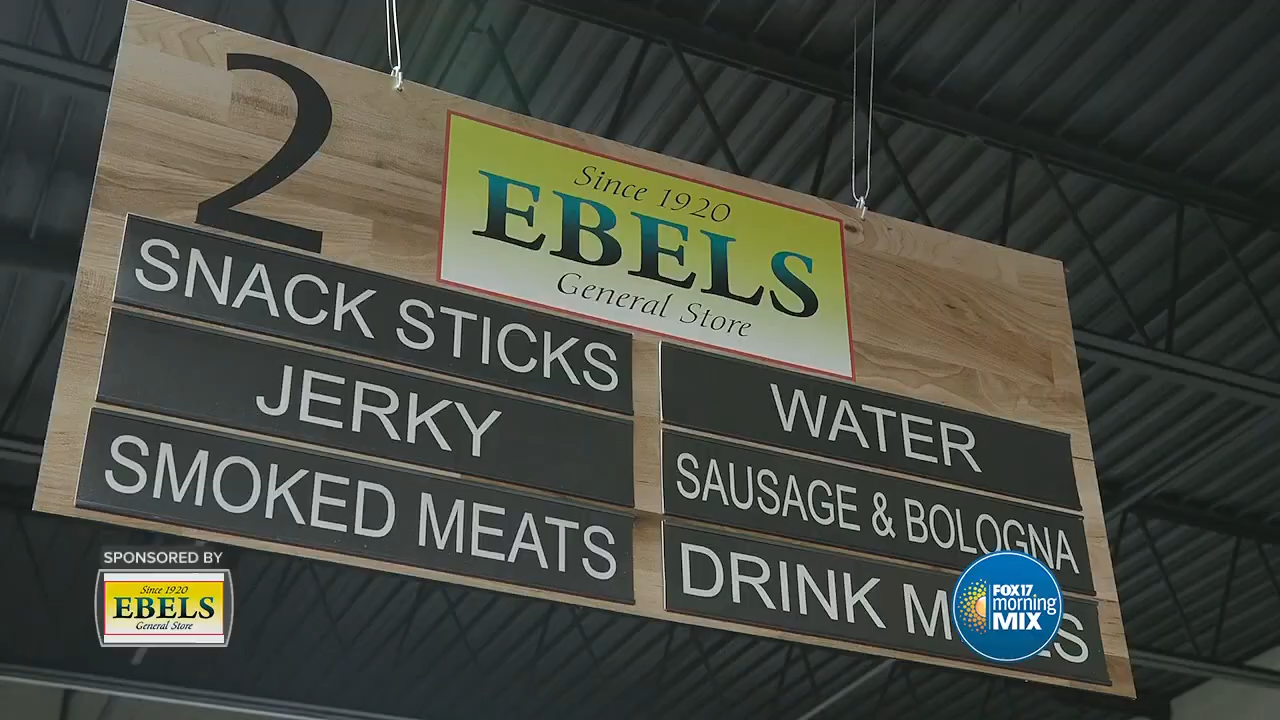 2
Since 1920
EBELS
General Store
SNACK STICKS
JERKY
SMOKED MEATS
WATER
SAUSAGE & BOLOGNA
DRINK
SPONSORED BY
Since 1920
EBELS
General Store
FOX17
morning
MIX